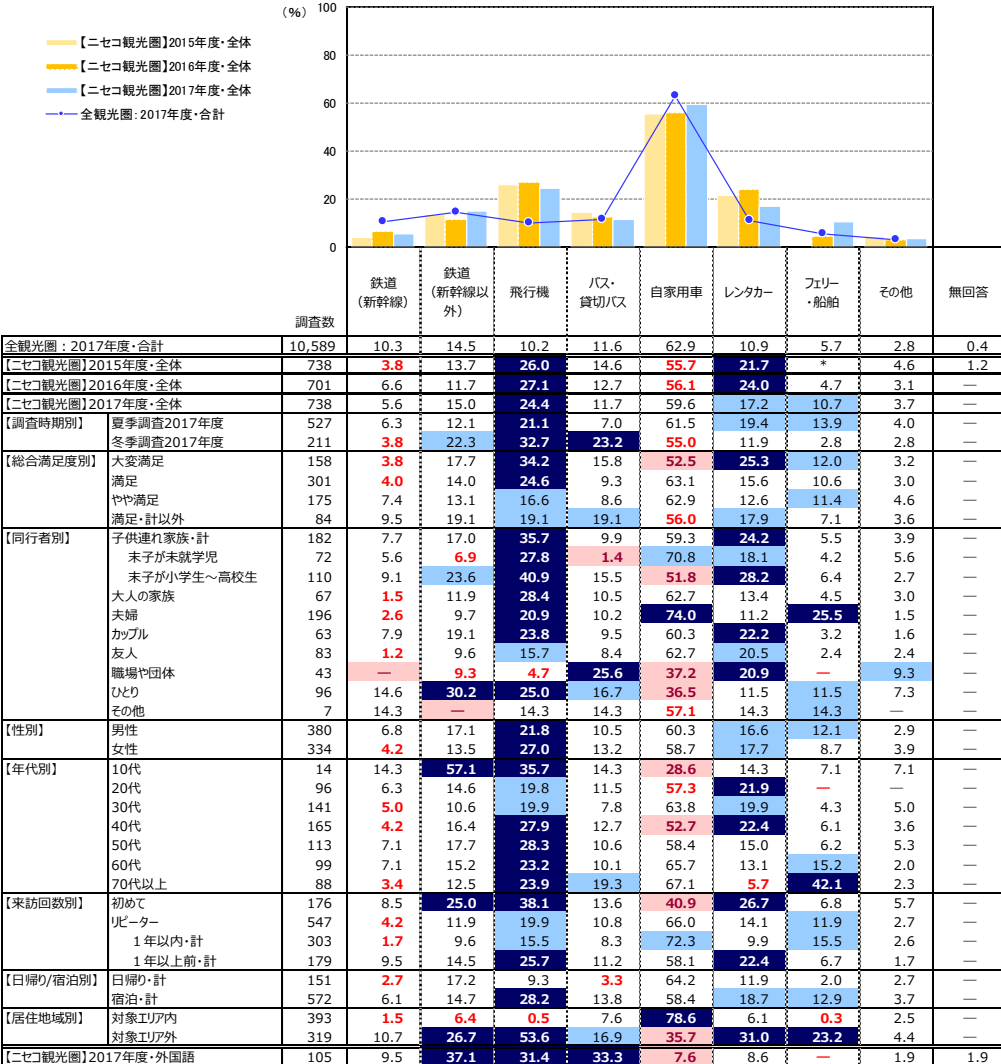 (%)
100
80
60
40
20
0
【ニセコ観光圏】2015年度・全体
【ニセコ観光圏】2016年度・全体
【ニセコ観光圏】2017年度・全体
全観光圏：2017年度・合計
調査数 鉄道（新幹線） 鉄道（新幹線以外） 飛行機 バス・貸切バス 自家用車 レンタカー フェリー・船舶 その他 無回答
全観光圏：2017年度・合計 10,589 10.3 14.5 10.2 11.6 62.9 10.9 5.7 2.8 0.4
【ニセコ観光圏】2015年度・全体 738 3.8 13.7 26.0 14.6 55.7 21.7 * 4.6 1.2
【ニセコ観光圏】2016年度・全体 701 6.6 11.7 27.1 12.7 56.1 24.0 4.7 3.1 ―
【ニセコ観光圏】2017年度・全体 738 5.6 15.0 24.4 11.7 59.6 17.2 10.7 3.7 ―
【調査時期別】 夏季調査2017年度 527 6.3 12.1 21.1 7.0 61.5 19.4 13.9 4.0 ―
冬季調査2017年度 211 3.8 22.3 32.7 23.2 55.0 11.9 2.8 2.8 ―
【総合満足度別】 大変満足 158 3.8 17.7 34.2 15.8 52.5 25.3 12.0 3.2 ―
満足 301 4.0 14.0 24.6 9.3 63.1 15.6 10.6 3.0 ―
やや満足 175 7.4 13.1 16.6 8.6 62.9 12.6 11.4 4.6 ―
満足・計以外 84 9.5 19.1 19.1 19.1 56.0 17.9 7.1 3.6 ―
【同行者別】 子供連れ家族・計 182 7.7 17.0 35.7 9.9 59.3 24.2 5.5 3.9 ―
末子が未就学児 72 5.6 6.9 27.8 1.4 70.8 18.1 4.2 5.6 ―
末子が小学生～高校生 110 9.1 23.6 40.9 15.5 51.8 28.2 6.4 2.7 ―
大人の家族 67 1.5 11.9 28.4 10.5 62.7 13.4 4.5 3.0 ―
夫婦 196 2.6 9.7 20.9 10.2 74.0 11.2 25.5 1.5 ―
カップル 63 7.9 19.1 23.8 9.5 60.3 22.2 3.2 1.6 ―
友人 83 1.2 9.6 15.7 8.4 62.7 20.5 2.4 2.4 ―
職場や団体 43 ― 9.3 4.7 25.6 37.2 20.9 ― 9.3 ―
ひとり 96 14.6 30.2 25.0 16.7 36.5 11.5 11.5 7.3 ―
その他 7 14.3 ― 14.3 14.3 57.1 14.3 14.3 ― ―
【性別】 男性 380 6.8 17.1 21.8 10.5 60.3 16.6 12.1 2.9 ―
女性 334 4.2 13.5 27.0 13.2 58.7 17.7 8.7 3.9 ―
【年代別】 10代 14 14.3 57.1 35.7 14.3 28.6 14.3 7.1 7.1 ―
20代 96 6.3 14.6 19.8 11.5 57.3 21.9 ― ― ―
30代 141 5.0 10.6 19.9 7.8 63.8 19.9 4.3 5.0 ―
40代 165 4.2 16.4 27.9 12.7 52.7 22.4 6.1 3.6 ―
50代 113 7.1 17.7 28.3 10.6 58.4 15.0 6.2 5.3 ―
60代 99 7.1 15.2 23.2 10.1 65.7 13.1 15.2 2.0 ―
70代以上 88 3.4 12.5 23.9 19.3 67.1 5.7 42.1 2.3 ―
【来訪回数別】 初めて 176 8.5 25.0 38.1 13.6 40.9 26.7 6.8 5.7 ―
リピーター 547 4.2 11.9 19.9 10.8 66.0 14.1 11.9 2.7 ―
１年以内・計 303 1.7 9.6 15.5 8.3 72.3 9.9 15.5 2.6 ―
１年以上前・計 179 9.5 14.5 25.7 11.2 58.1 22.4 6.7 1.7 ―
【日帰り/宿泊別】 日帰り・計 151 2.7 17.2 9.3 3.3 64.2 11.9 2.0 2.7 ―
宿泊・計 572 6.1 14.7 28.2 13.8 58.4 18.7 12.9 3.7 ―
【居住地域別】 対象エリア内 393 1.5 6.4 0.5 7.6 78.6 6.1 0.3 2.5 ―
対象エリア外 319 10.7 26.7 53.6 16.9 35.7 31.0 23.2 4.4 ―
【ニセコ観光圏】2017年度・外国語 105 9.5 37.1 31.4 33.3 7.6 8.6 ― 1.9 1.9